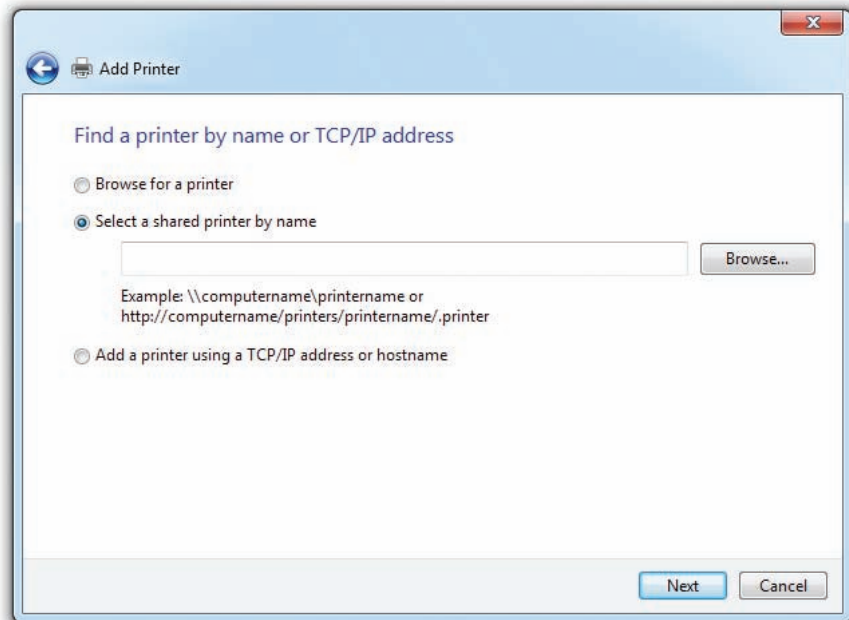 Add Printer
Find a printer by name or TCP/IP address
Browse for a printer
Select a shared printer by name
Browse...
Example: \\computername\printername or
http://computername/printers/printername/.printer
Add a printer using a TCP/IP address or hostname
Next
Cancel